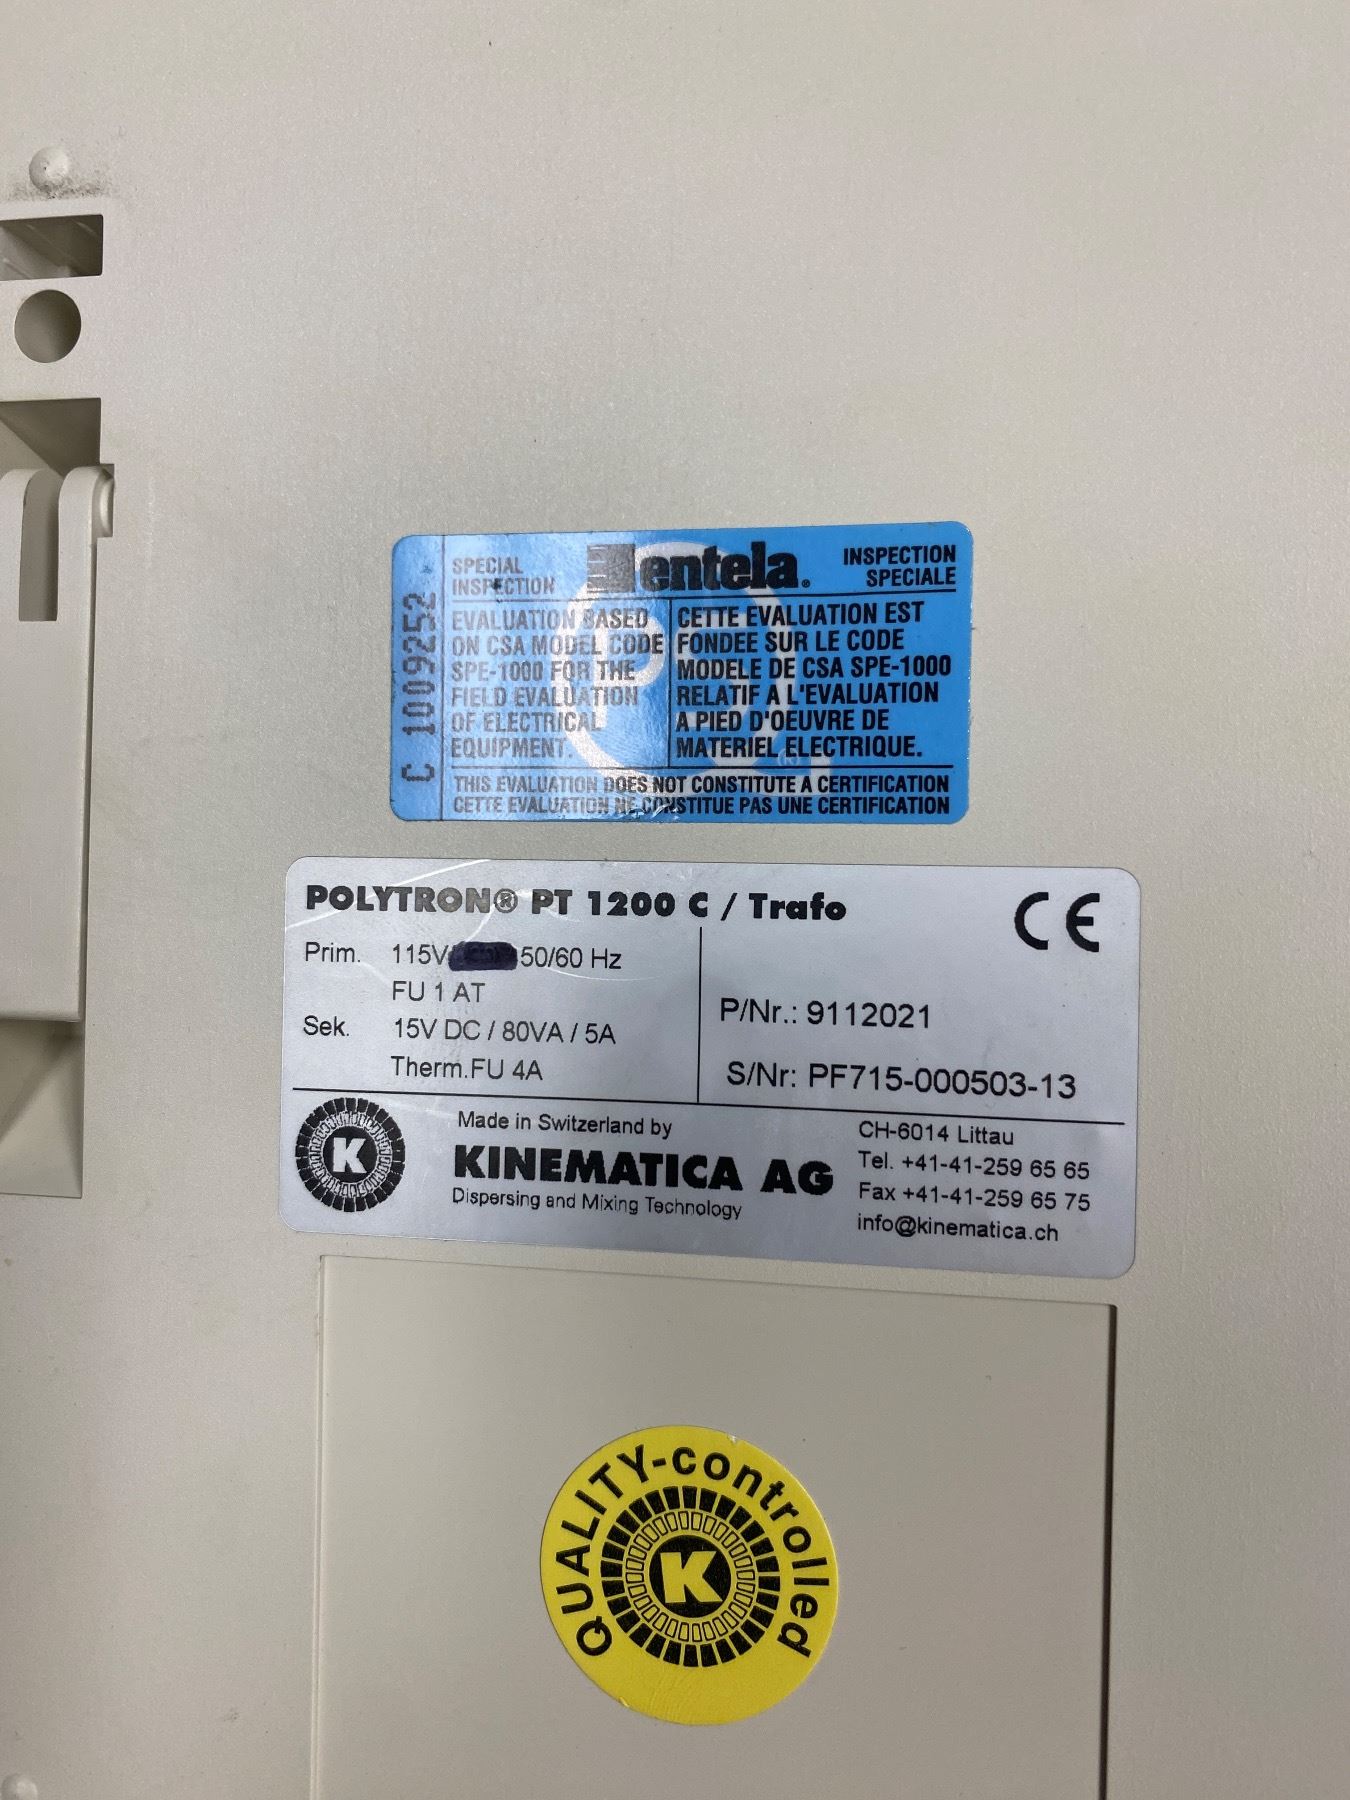 C 1009252
SPECIAL
INSPECTION
entela®
INSPECTION
SPECIALE
EVALUATION BASED
ON CSA MODEL CODE
SPE-1000 FOR THE
FIELD EVALUATION
OF ELECTRICAL
EQUIPMENT.
CETTE EVALUATION EST
FONDEE SUR LE CODE
MODELE DE CSA SPE-1000
RELATIF A L'EVALUATION
A PIED D'OEUVRE DE
MATERIEL ELECTRIQUE.
THIS EVALUATION DOES NOT CONSTITUTE A CERTIFICATION
CETTE EVALUATION NE CONSTITUE PAS UNE CERTIFICATION
POLYTRON® PT 1200 C / Trafo
CE
Prim. 115V 50/60 Hz
FU 1 AT
Sek. 15V DC / 80VA / 5A
Therm.FU 4A
P/Nr.: 9112021
S/Nr: PF715-000503-13
K
Made in Switzerland by
KINEMATICA AG
Dispersing and Mixing Technology
CH-6014 Littau
Tel. +41-41-259 65 65
Fax +41-41-259 65 75
info@kinematica.ch
QUALITY-controlled
K